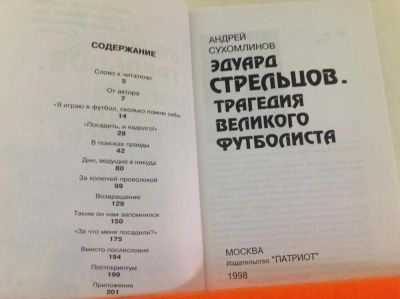 СОДЕРЖАНИЕ
Слово к читателю
5
От автора
7
"Я играю в футбол, сколько помню себя"
14
"Посадить, и надолго!"
28
В поисках правды
42
Дни, ведущие в никуда
80
За колючей проволокой
99
Возвращение
129
Таким он нам запомнился
150
"За что меня посадили?"
175
Вместо послесловия
194
Постскриптум
199
Приложение
201
АНДРЕЙ
СУХОМЛИНОВ
ЭДУАРД
СТРЕЛЬЦОВ-
ТРАГЕДИЯ
ВЕЛИКОГО
ФУТБОЛИСТА
МОСКВА
Издательство "ПАТРИОТ"
1998